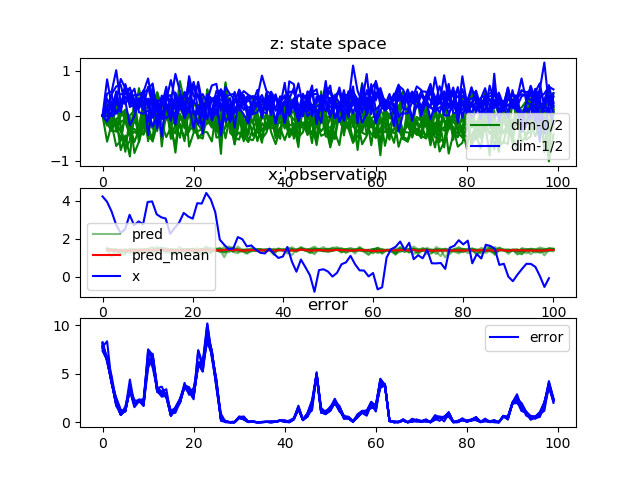 z: state space
1
0
−1
dim-0/2
dim-1/2
0 20 40 60 80 100
x: observation
4
2
0
pred
pred_mean
x
0 20 40 60 80 100
error
10
5
0
error
0 20 40 60 80 100